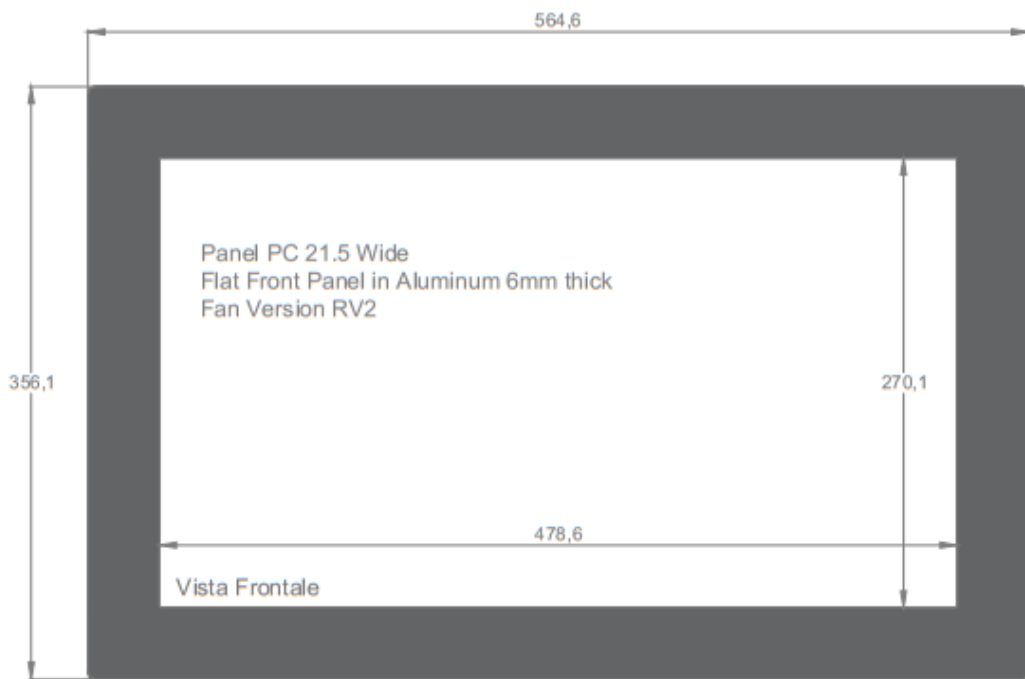 564,6
Panel PC 21.5 Wide
Flat Front Panel in Aluminum 6mm thick
Fan Version RV2
356,1
270,1
478,6
Vista Frontale